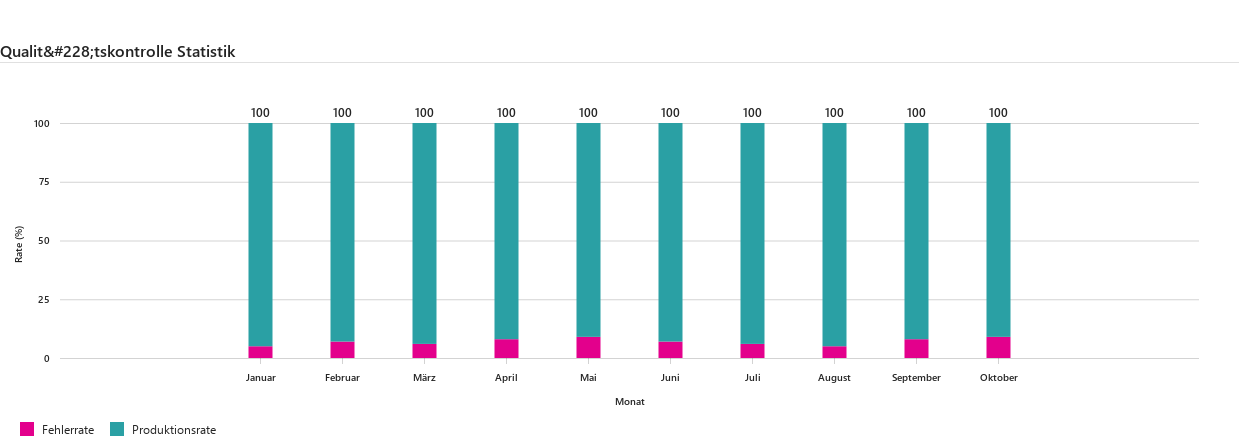 Qualit&#228;tskontrolle Statistik
100 100 100 100 100 100 100 100 100 100
100
75
50
25
0
Rate (%)
Januar Februar März April Mai Juni Juli August September Oktober
Monat
Fehlerrate Produktionsrate